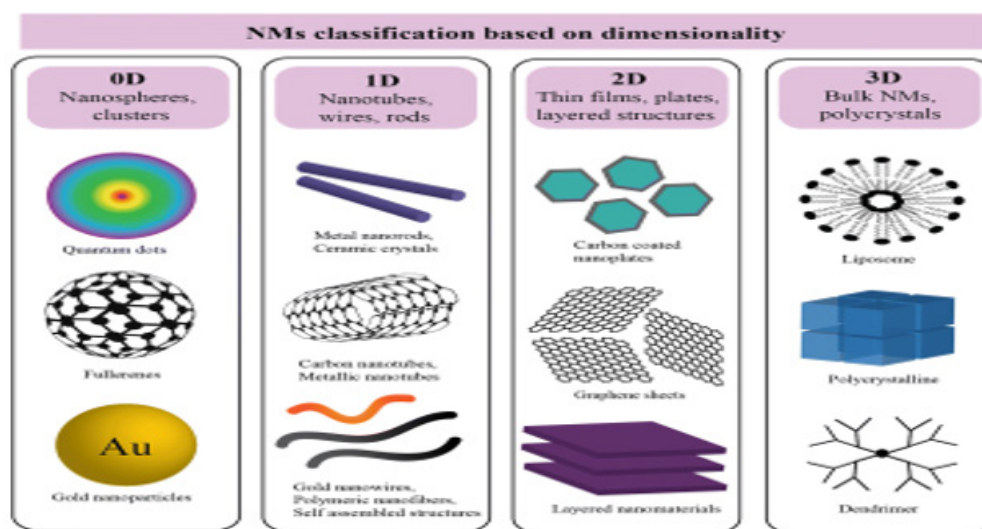 NMs classification based on dimensionality
0D
Nanospheres,
clusters
Quantum dots
Fullerenes
Au
Gold nanoparticles
1D
Nanotubes,
wires, rods
Metal nanorods,
Ceramic crystals
Carbon nanotubes,
Metallic nanotubes
Gold nanowires,
Polymeric nanofibers,
Self assembled structures
2D
Thin films, plates,
layered structures
Carbon coated
nanoplates
Graphene sheets
Layered nanomaterials
3D
Bulk NMs,
polycrystals
Liposome
Polycrystalline
Dendrimer